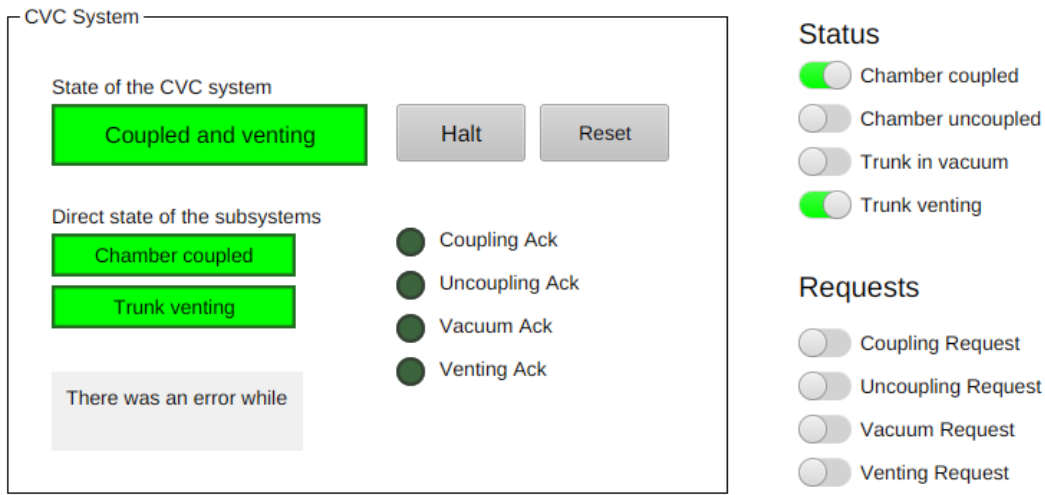 CVC System
State of the CVC system
Coupled and venting
Halt
Reset
Direct state of the subsystems
Chamber coupled
Trunk venting
Coupling Ack
Uncoupling Ack
Vacuum Ack
Venting Ack
There was an error while
Status
Chamber coupled
Chamber uncoupled
Trunk in vacuum
Trunk venting
Requests
Coupling Request
Uncoupling Request
Vacuum Request
Venting Request